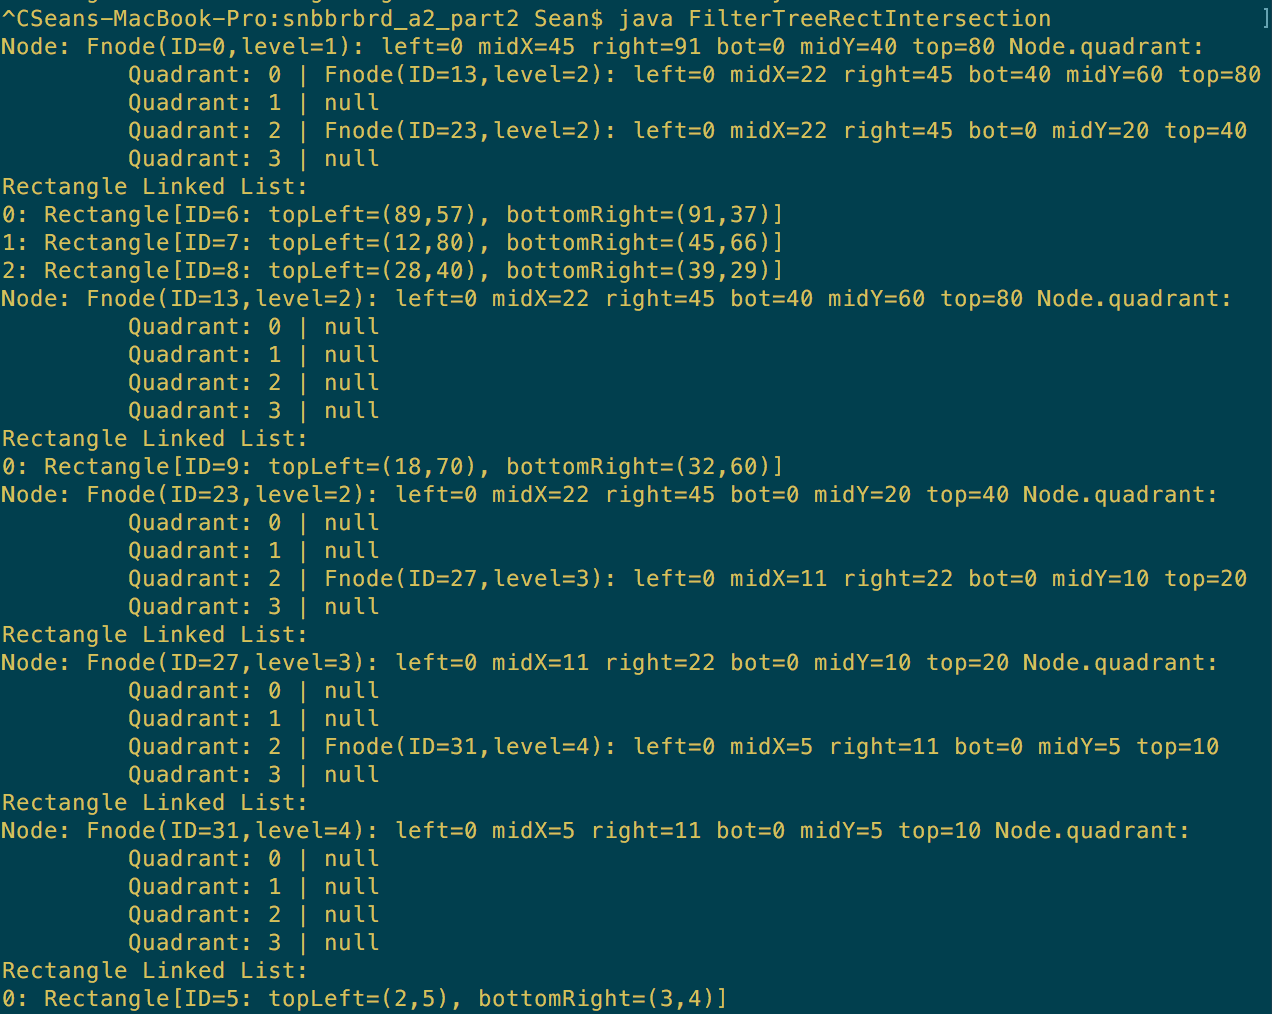 ^CSeans-MacBook-Pro:snbbrbrd_a2_part2 Sean$ java FilterTreeRectIntersection ]
Node: Fnode(ID=0,level=1): left=0 midX=45 right=91 bot=0 midY=40 top=80 Node.quadrant:
Quadrant: 0 | Fnode(ID=13,level=2): left=0 midX=22 right=45 bot=40 midY=60 top=80
Quadrant: 1 | null
Quadrant: 2 | Fnode(ID=23,level=2): left=0 midX=22 right=45 bot=0 midY=20 top=40
Quadrant: 3 | null
Rectangle Linked List:
0: Rectangle[ID=6: topLeft=(89,57), bottomRight=(91,37)]
1: Rectangle[ID=7: topLeft=(12,80), bottomRight=(45,66)]
2: Rectangle[ID=8: topLeft=(28,40), bottomRight=(39,29)]
Node: Fnode(ID=13,level=2): left=0 midX=22 right=45 bot=40 midY=60 top=80 Node.quadrant:
Quadrant: 0 | null
Quadrant: 1 | null
Quadrant: 2 | null
Quadrant: 3 | null
Rectangle Linked List:
0: Rectangle[ID=9: topLeft=(18,70), bottomRight=(32,60)]
Node: Fnode(ID=23,level=2): left=0 midX=22 right=45 bot=0 midY=20 top=40 Node.quadrant:
Quadrant: 0 | null
Quadrant: 1 | null
Quadrant: 2 | Fnode(ID=27,level=3): left=0 midX=11 right=22 bot=0 midY=10 top=20
Quadrant: 3 | null
Rectangle Linked List:
Node: Fnode(ID=27,level=3): left=0 midX=11 right=22 bot=0 midY=10 top=20 Node.quadrant:
Quadrant: 0 | null
Quadrant: 1 | null
Quadrant: 2 | Fnode(ID=31,level=4): left=0 midX=5 right=11 bot=0 midY=5 top=10
Quadrant: 3 | null
Rectangle Linked List:
Node: Fnode(ID=31,level=4): left=0 midX=5 right=11 bot=0 midY=5 top=10 Node.quadrant:
Quadrant: 0 | null
Quadrant: 1 | null
Quadrant: 2 | null
Quadrant: 3 | null
Rectangle Linked List:
0: Rectangle[ID=5: topLeft=(2,5), bottomRight=(3,4)]